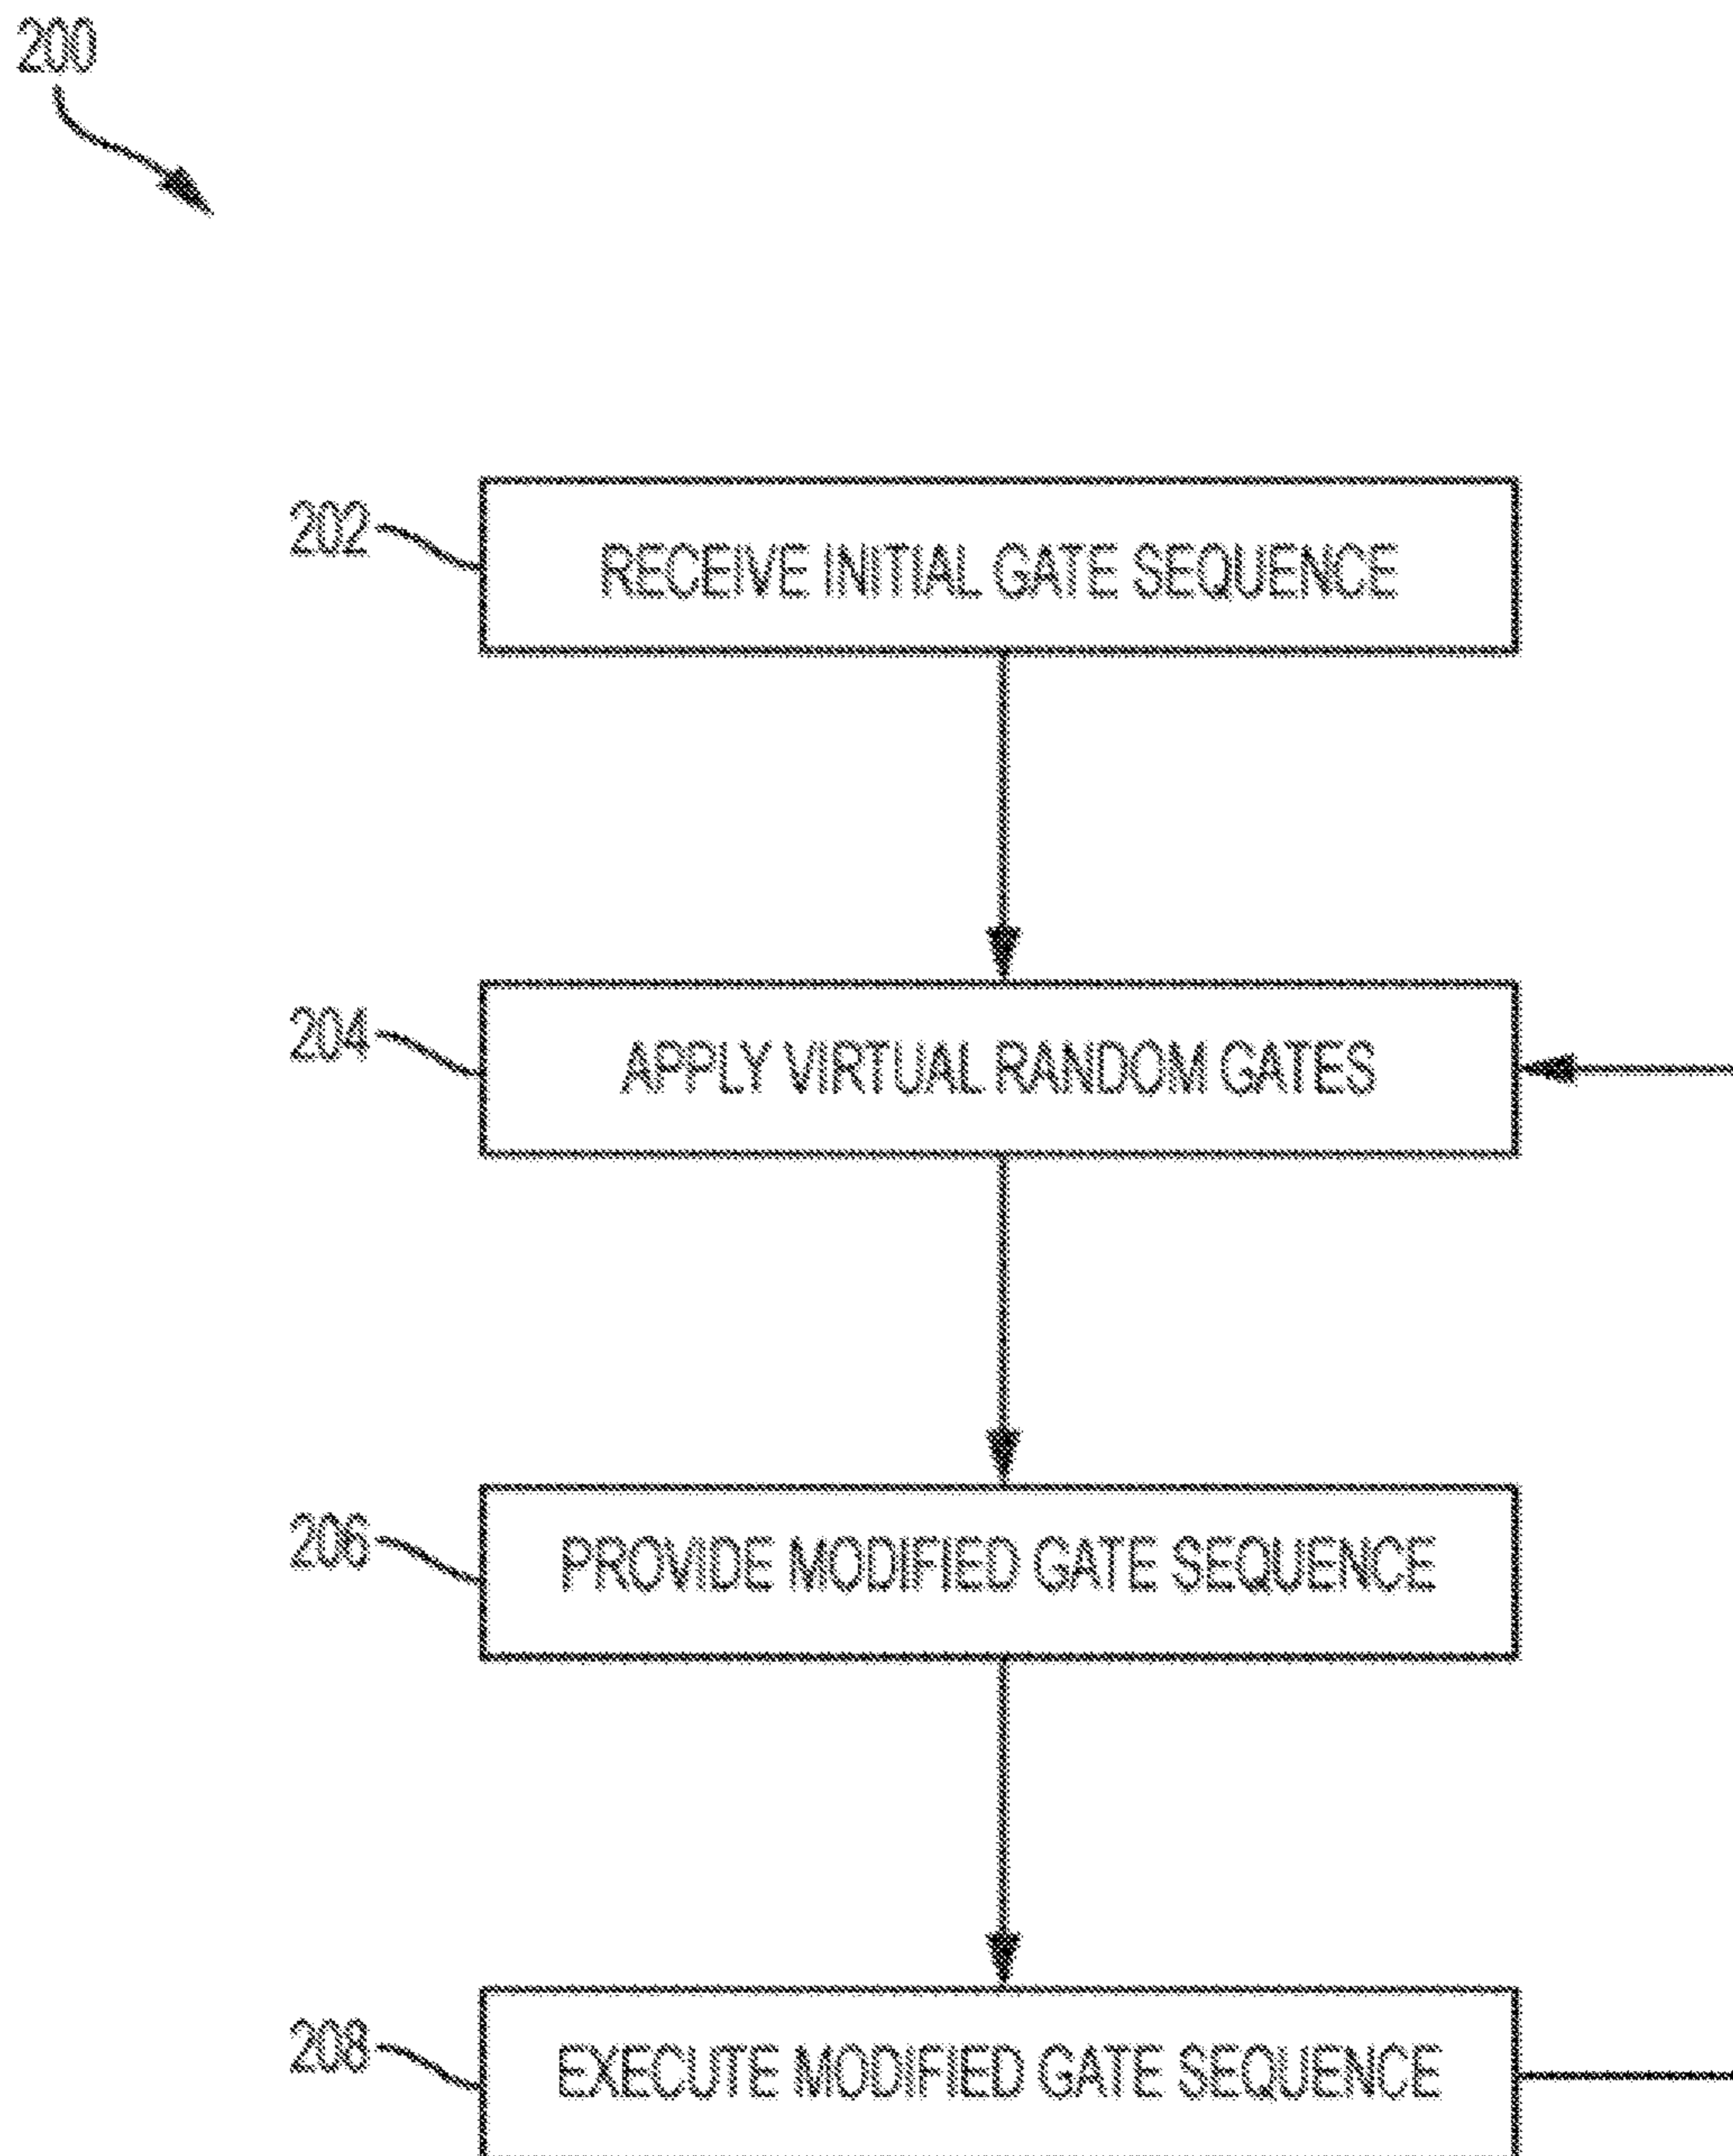 200
202
RECEIVE INITIAL GATE SEQUENCE
204
APPLY VIRTUAL RANDOM GATES
206
PROVIDE MODIFIED GATE SEQUENCE
208
EXECUTE MODIFIED GATE SEQUENCE